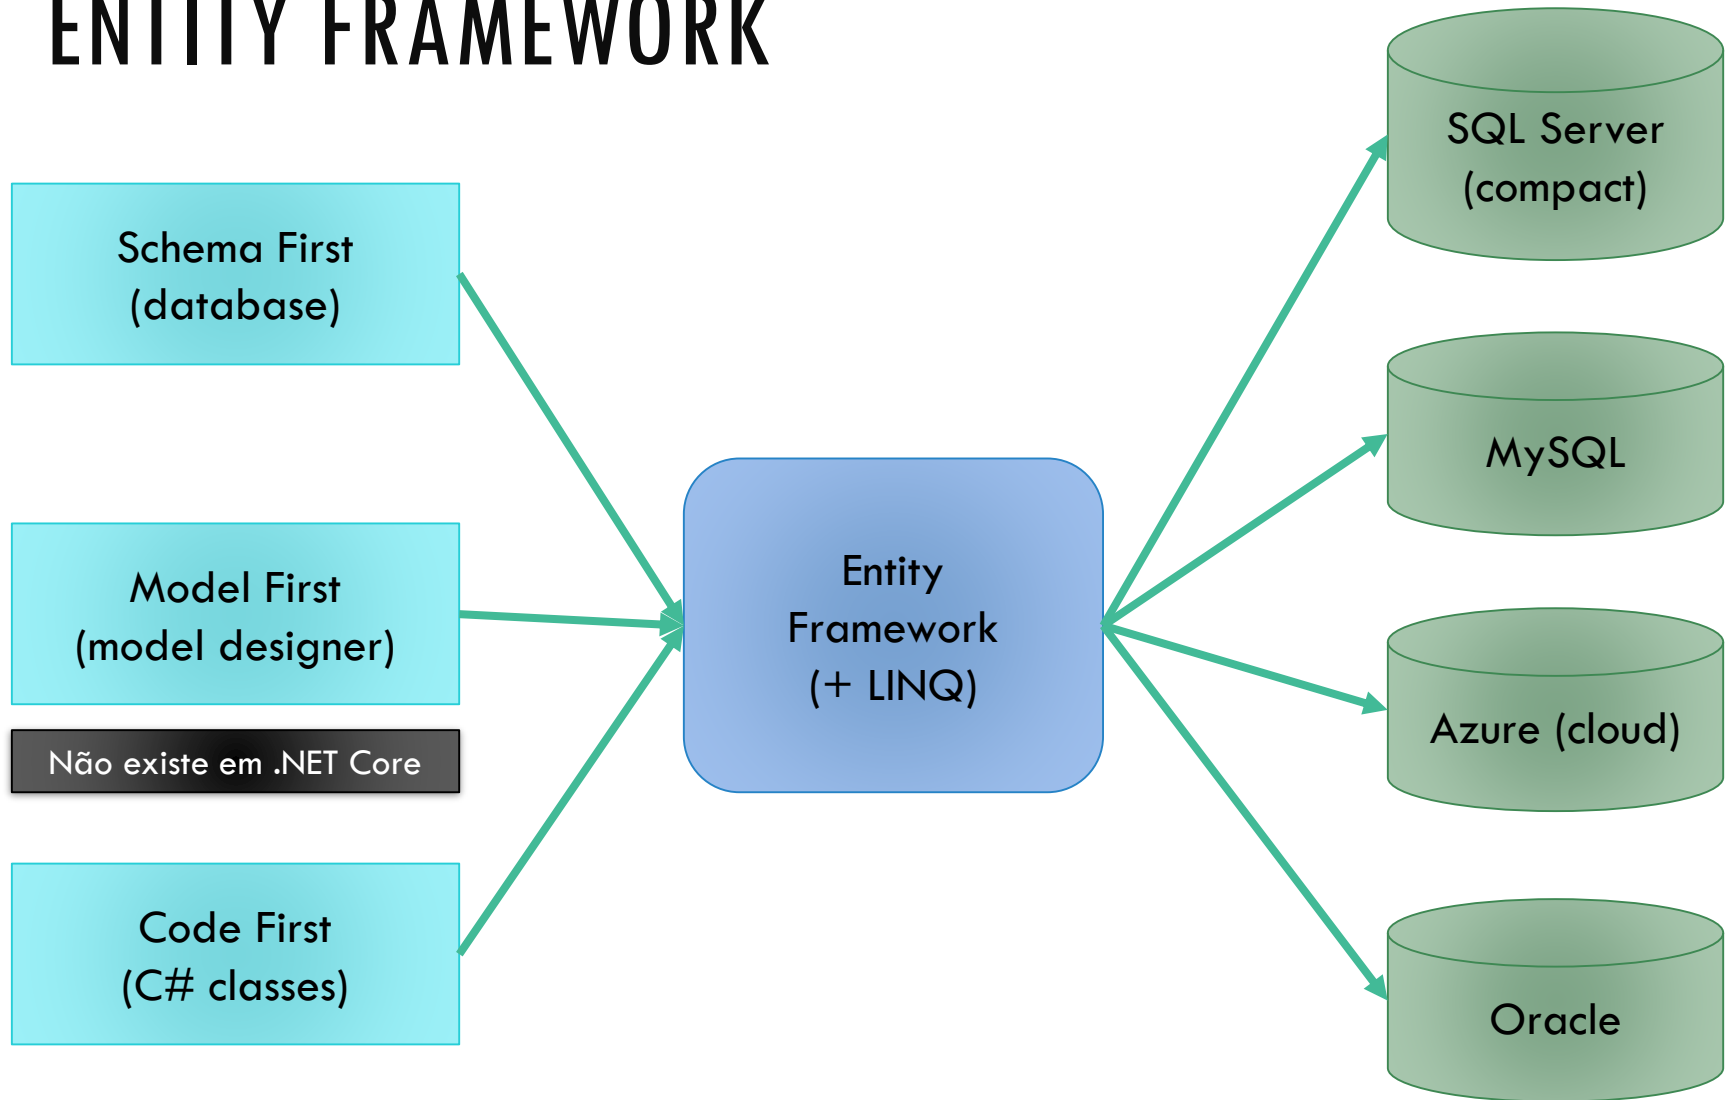 ENTITY FRAMEWORK
Schema First
(database)
Model First
(model designer)
Não existe em .NET Core
Code First
(C# classes)
Entity
Framework
(+ LINQ)
SQL Server
(compact)
MySQL
Azure (cloud)
Oracle